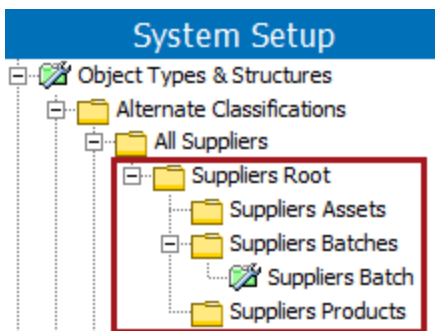 System Setup
Object Types & Structures
Alternate Classifications
All Suppliers
Suppliers Root
Suppliers Assets
Suppliers Batches
Suppliers Batch
Suppliers Products